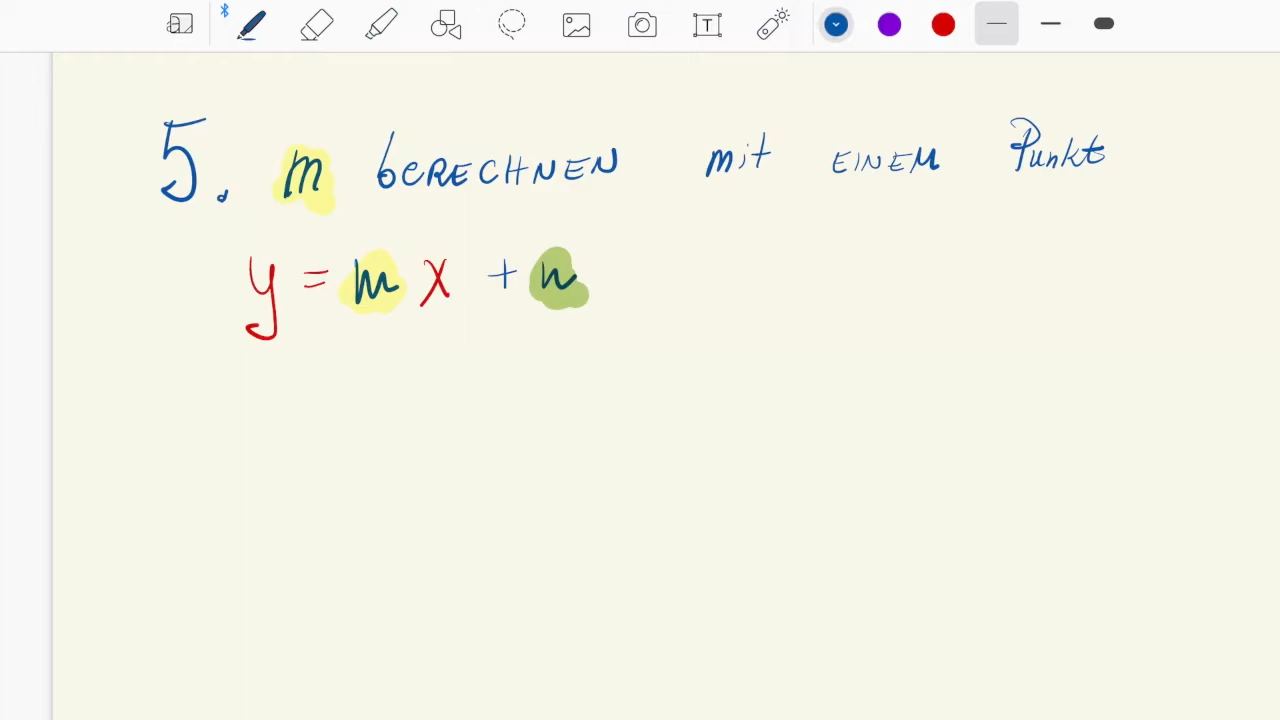 5. m berechnen mit einem Punkt
y = m x + n